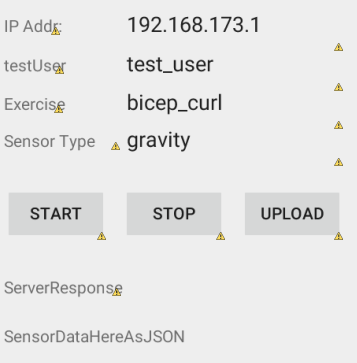 IP Addr: 192.168.173.1
testUser test_user
Exercise bicep_curl
Sensor Type gravity
START STOP UPLOAD
ServerResponse
SensorDataHereAsJSON